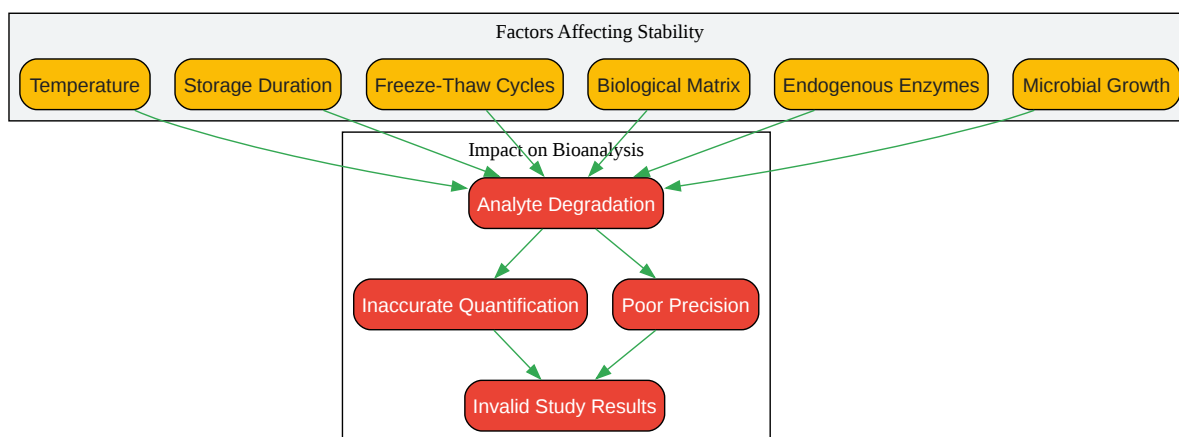 Factors Affecting Stability
Temperature
Storage Duration
Freeze-Thaw Cycles
Biological Matrix
Endogenous Enzymes
Microbial Growth
Impact on Bioanalysis
Analyte Degradation
Inaccurate Quantification
Poor Precision
Invalid Study Results